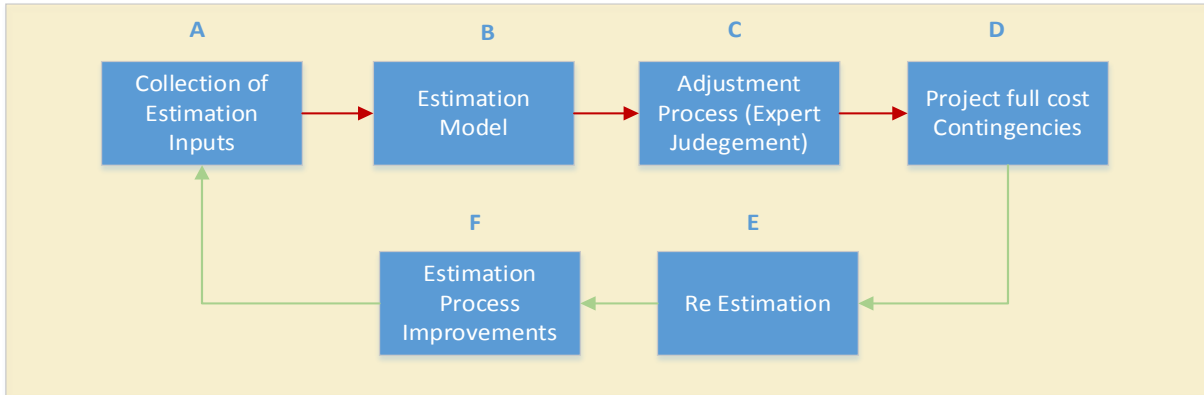 A
B
C
D
Collection of
Estimation
Inputs
Estimation
Model
Adjustment
Process (Expert
Judegement)
Project full cost
Contingencies
F
E
Estimation
Process
Improvements
Re Estimation